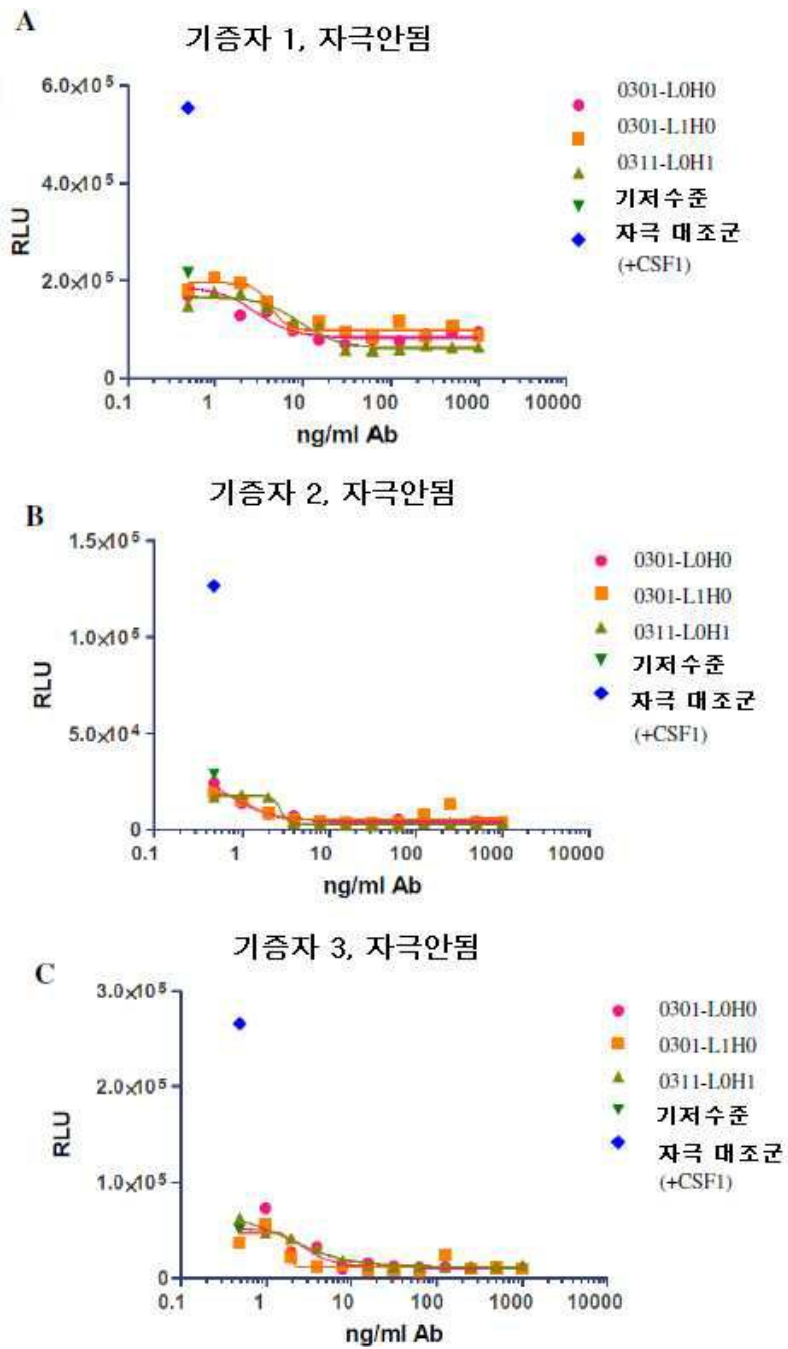 A
기증자 1, 자극안됨
6.0×10⁵
4.0×10⁵
2.0×10⁵
0
RLU
0.1
1
10
100
1000
10000
ng/ml Ab
0301-L0H0
0301-L1H0
0311-L0H1
기저수준
자극 대조군
(+CSF1)
B
기증자 2, 자극안됨
1.5×10⁵
1.0×10⁵
5.0×10⁴
0
RLU
0.1
1
10
100
1000
10000
ng/ml Ab
0301-L0H0
0301-L1H0
0311-L0H1
기저수준
자극 대조군
(+CSF1)
C
기증자 3, 자극안됨
3.0×10⁵
2.0×10⁵
1.0×10⁵
0
RLU
0.1
1
10
100
1000
10000
ng/ml Ab
0301-L0H0
0301-L1H0
0311-L0H1
기저수준
자극 대조군
(+CSF1)